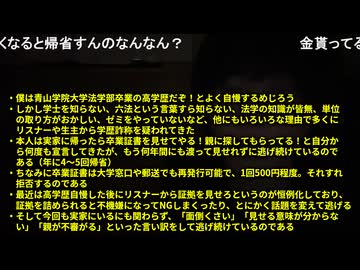 くなると帰省すんのなんなん？
金貰ってる
・僕は青山学院大学法学部卒業の高学歴だぞ！とよく自慢するめじろう
・しかし学士を知らない、六法という言葉すら知らない、法学の知識が皆無、単位
の取り方がおかしい、ゼミをやっていないなど、他にもいろいろな理由で多くに
リスナーや生主から学歴詐称を疑われてきた
・本人は実家に帰ったら卒業証書を見せてやる！親に探してもらってる！と自分か
ら何度も宣言してきたが、もう何年間にも渡って見せれずに逃げ続けているので
ある（年に4～5回帰省）
・ちなみに卒業証書は大学窓口や郵送でも再発行可能で、1回500円程度。それすれ
拒否するのである
・最近は高学歴自慢した後にリスナーから証拠を見せろというのが恒例化しており、
証拠を詰められると不機嫌になってNGしまくったり、とにかく話題を変えて逃げる
・そして今回も実家にいるにも関わらず、「面倒くさい」「見せる意味が分からな
い」「親が不審がる」といった言い訳をして逃げ続けているのである